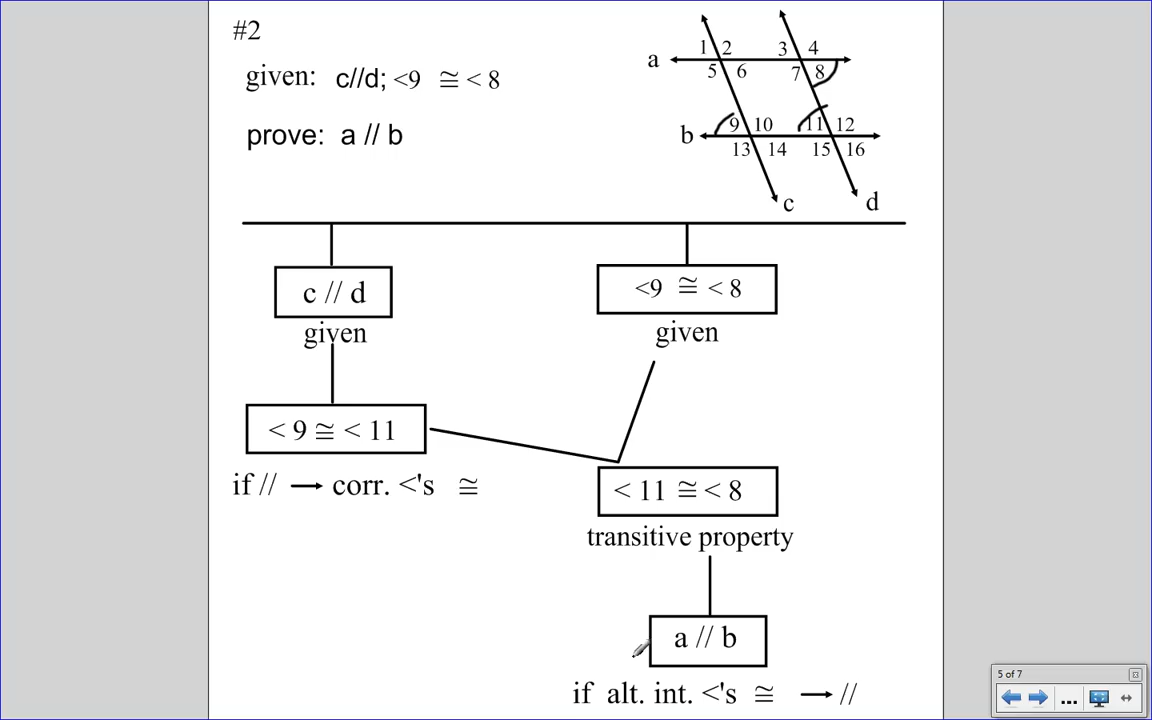 #2
given: c//d; <9 ≅ < 8
prove: a // b
1 2 3 4
a
5 6 7 8
9 10 11 12
b
13 14 15 16
c d
c // d
given
<9 ≅ < 8
given
< 9 ≅ < 11
if // → corr. <'s ≅
< 11 ≅ < 8
transitive property
a // b
if alt. int. <'s ≅ → //
5 of 7
...